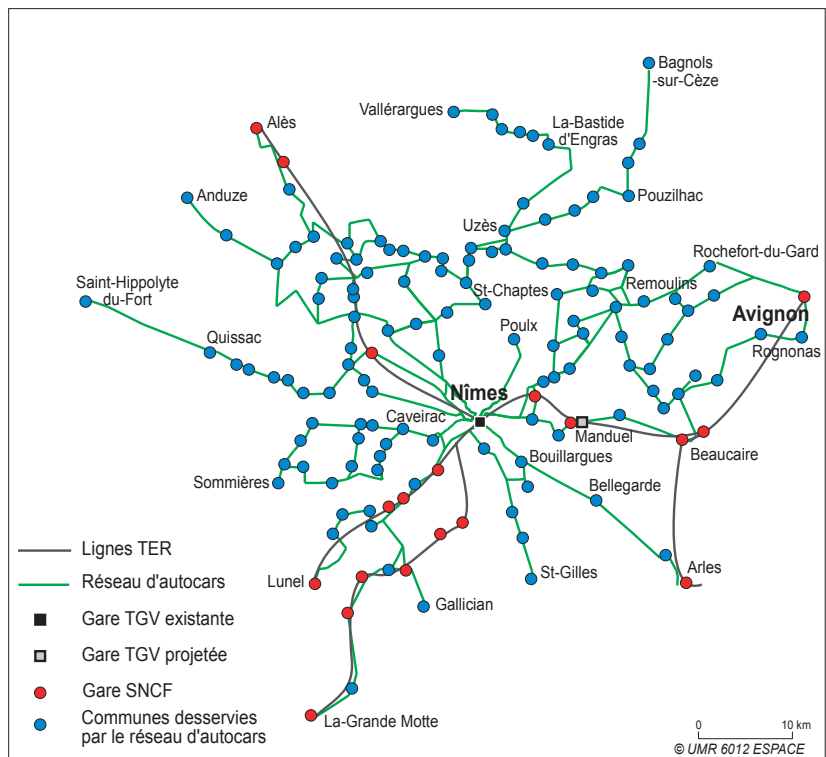 Bagnols
-sur-Cèze
Vallérargues
La-Bastide
d'Engras
Alès
Anduze
Pouzilhac
Uzès
Rochefort-du-Gard
Saint-Hippolyte
du-Fort
St-Chaptes
Remoulins
Avignon
Poulx
Quissac
Rognonas
Nîmes
Caveirac
Manduel
Beaucaire
Bouillargues
Sommières
Bellegarde
Lignes TER
Arles
Lunel
St-Gilles
Réseau d'autocars
Gallician
Gare TGV existante
Gare TGV projetée
Gare SNCF
La-Grande Motte
Communes desservies
par le réseau d'autocars
0 10 km
© UMR 6012 ESPACE